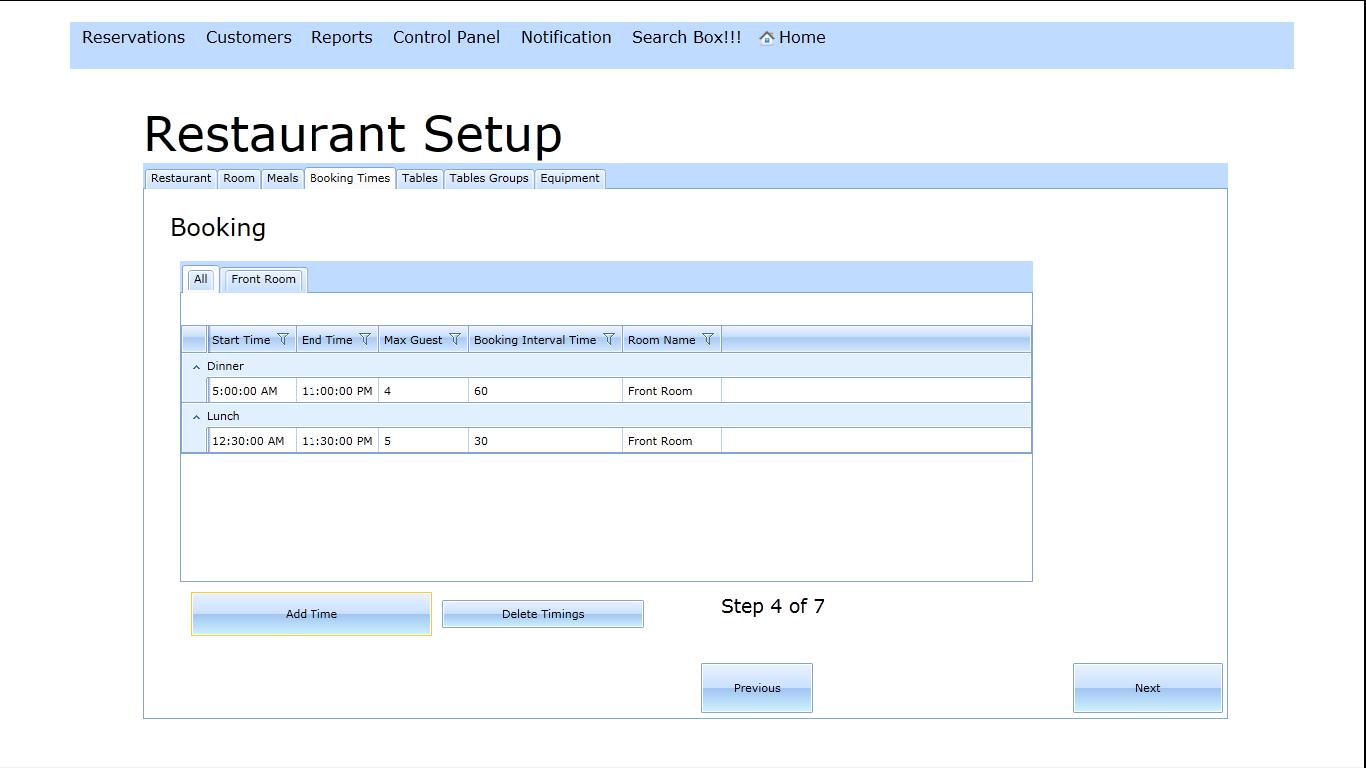 Reservations Customers Reports Control Panel Notification Search Box!!! Home
Restaurant Setup
Restaurant Room Meals Booking Times Tables Tables Groups Equipment
Booking
All Front Room
Start Time End Time Max Guest Booking Interval Time Room Name
Dinner
5:00:00 AM 11:00:00 PM 4 60 Front Room
Lunch
12:30:00 AM 11:30:00 PM 5 30 Front Room
Add Time Delete Timings Step 4 of 7
Previous Next